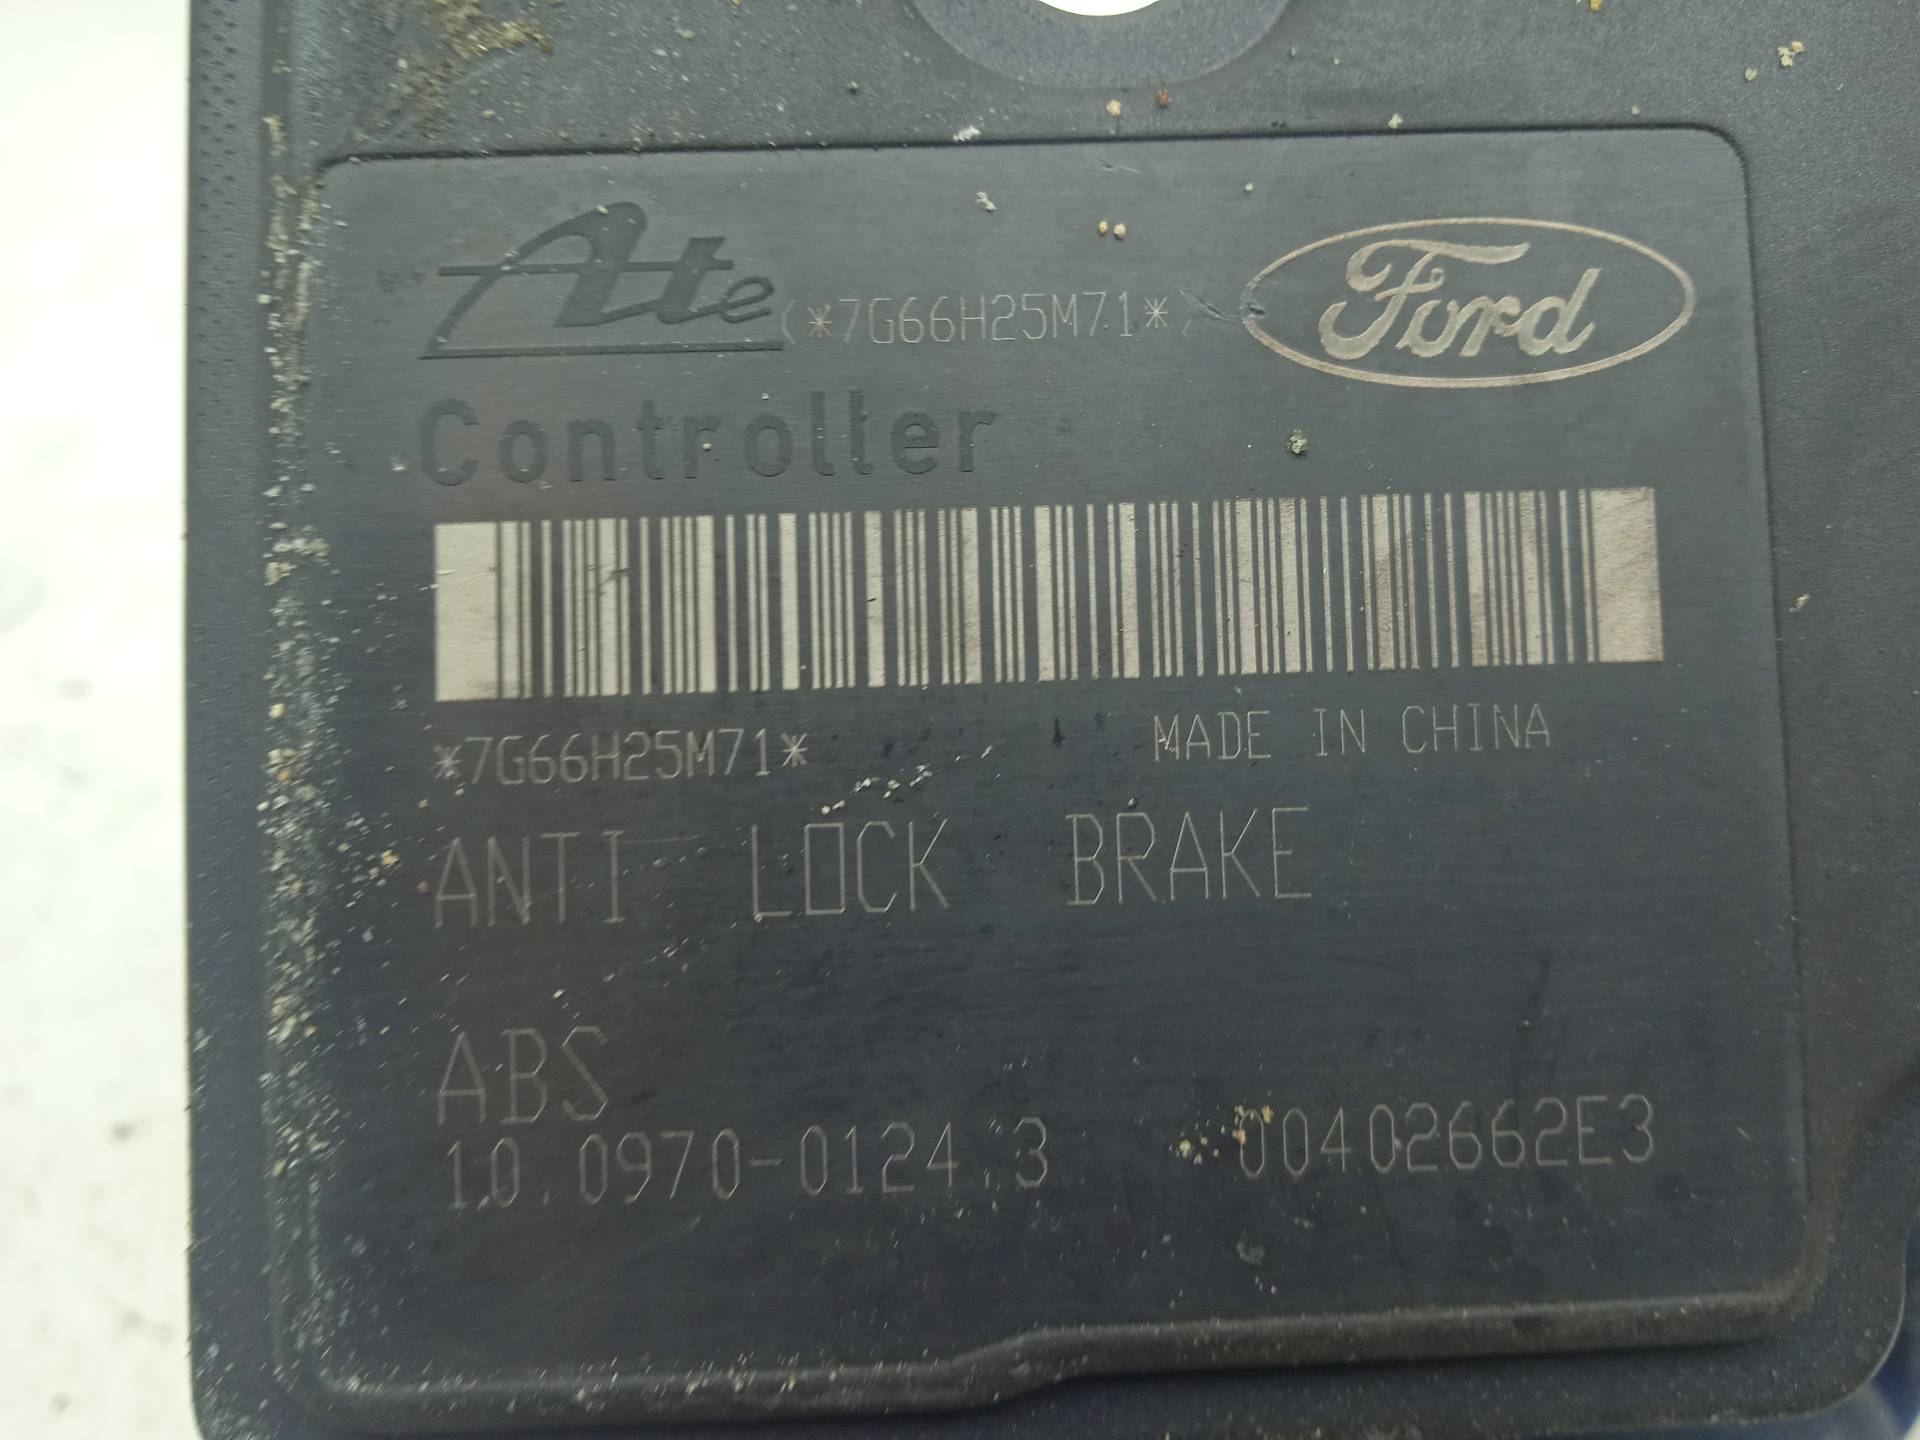 Ate (*7G66H25M71*) Ford
Controller
*7G66H25M71* MADE IN CHINA
ANTI LOCK BRAKE
ABS
10.0970-0124.3 00402662E3